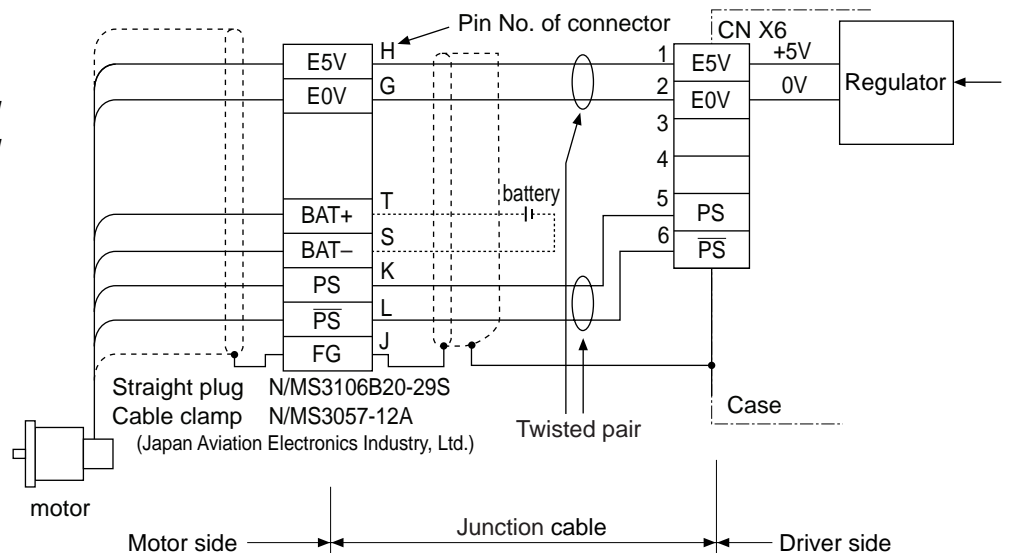 Pin No. of connector
CN X6
E5V
H
1
E5V
+5V
Regulator
E0V
G
2
E0V
0V
3
4
battery
BAT+
T
5
PS
BAT–
S
6
P̅S̅
PS
K
P̅S̅
L
FG
J
Straight plug N/MS3106B20-29S
Cable clamp N/MS3057-12A
(Japan Aviation Electronics Industry, Ltd.)
Twisted pair
Case
motor
Motor side
Junction cable
Driver side